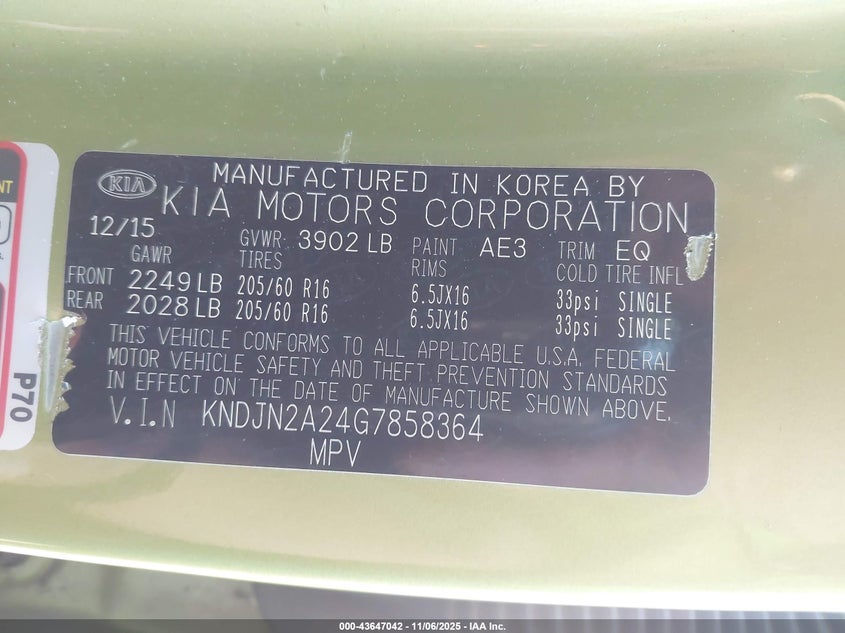 KIA
MANUFACTURED IN KOREA BY
KIA MOTORS CORPORATION
12/15 GVWR 3902 LB PAINT AE3 TRIM EQ
GAWR TIRES RIMS COLD TIRE INFL
FRONT 2249 LB 205/60 R16 6.5JX16 33psi SINGLE
REAR 2028 LB 205/60 R16 6.5JX16 33psi SINGLE
THIS VEHICLE CONFORMS TO ALL APPLICABLE U.S.A. FEDERAL
MOTOR VEHICLE SAFETY AND THEFT PREVENTION STANDARDS
IN EFFECT ON THE DATE OF MANUFACTURE SHOWN ABOVE.
V.I.N KNDJN2A24G7858364
MPV
P70
000-43647042 - 11/06/2025 - IAA Inc.